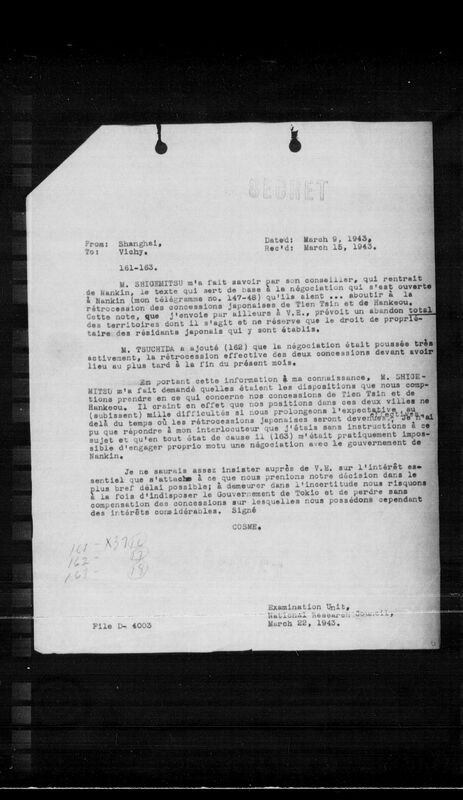 SECRET
From: Shanghai, Dated: March 9, 1943.
To: Vichy. Rec'd: March 15, 1943.
161-163.
M. SHIGEMITSU m'a fait savoir par son conseiller, qui rentrait
de Nankin, le texte qui sert de base à la négociation qui s'est ouverte
à Nankin (mon télégramme no. 147-48) qu'ils aient ... aboutir à la
rétrocession des concessions japonaises de Tien Tsin et de Hankeou.
Cette note, que j'envoie par ailleurs à V.E., prévoit un abandon total
des territoires dont il s'agit et ne réserve que le droit de proprié-
taire des résidants japonais qui y sont établis.
M. TSUCHIDA a ajouté (162) que la négociation était poussée très
activement, la rétrocession effective des deux concessions devant avoir
lieu au plus tard à la fin du présent mois.
En portant cette information à ma connaissance, M. SHIGE-
MITSU m'a fait demandé quelles étaient les dispositions que nous comp-
tions prendre en ce qui concerne nos concessions de Tien Tsin et de
Hankeou. Il craint en effet que nos positions dans ces deux villes ne
(subissent) mille difficultés si nous prolongeons l'expectative au
delà du temps où les rétrocessions japonaises seront devenues effectives. Je n'ai
pu que répondre à mon interlocuteur que j'étais sans instructions à ce
sujet et qu'en tout état de cause il (163) m'était pratiquement impos-
sible d'engager proprio motu une négociation avec le gouvernement de
Nankin.
Je ne saurais assez insister auprès de V.E. sur l'intérêt es-
sentiel que s'attache à ce que nous prenions notre décision dans le
plus bref délai possible; à demeurer dans l'incertitude nous risquons
à la fois d'indisposer le Gouvernement de Tokio et de perdre sans
compensation des concessions sur lesquelles nous possédons cependant
des intérêts considérables. Signé
COSME.
161 -
162 -
163 -
Examination Unit,
National Research Council,
File D- 4003 March 22, 1943.